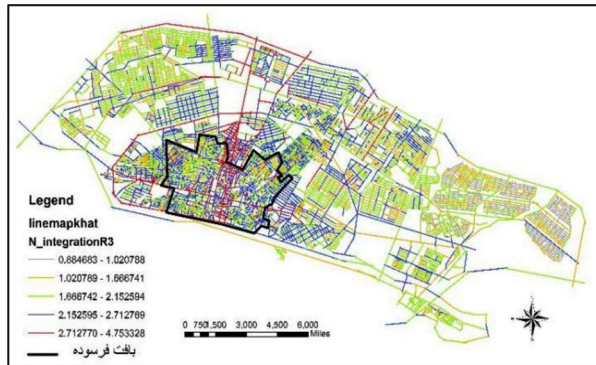 Legend
linemapkhat
N_integrationR3
0.884683 - 1.020788
1.020789 - 1.666741
1.666742 - 2.152594
2.152595 - 2.712769
2.712770 - 4.753328
بافت فرسوده
0 750 1,500 3,000 4,500 6,000
Miles